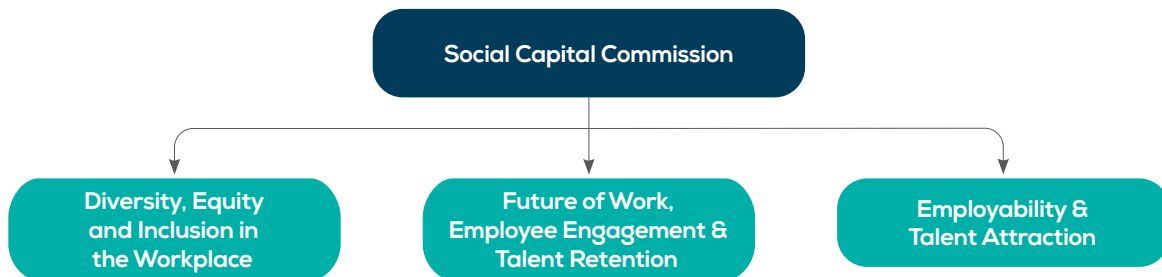 Social Capital Commission
Diversity, Equity
and Inclusion in
the Workplace
Future of Work,
Employee Engagement &
Talent Retention
Employability &
Talent Attraction